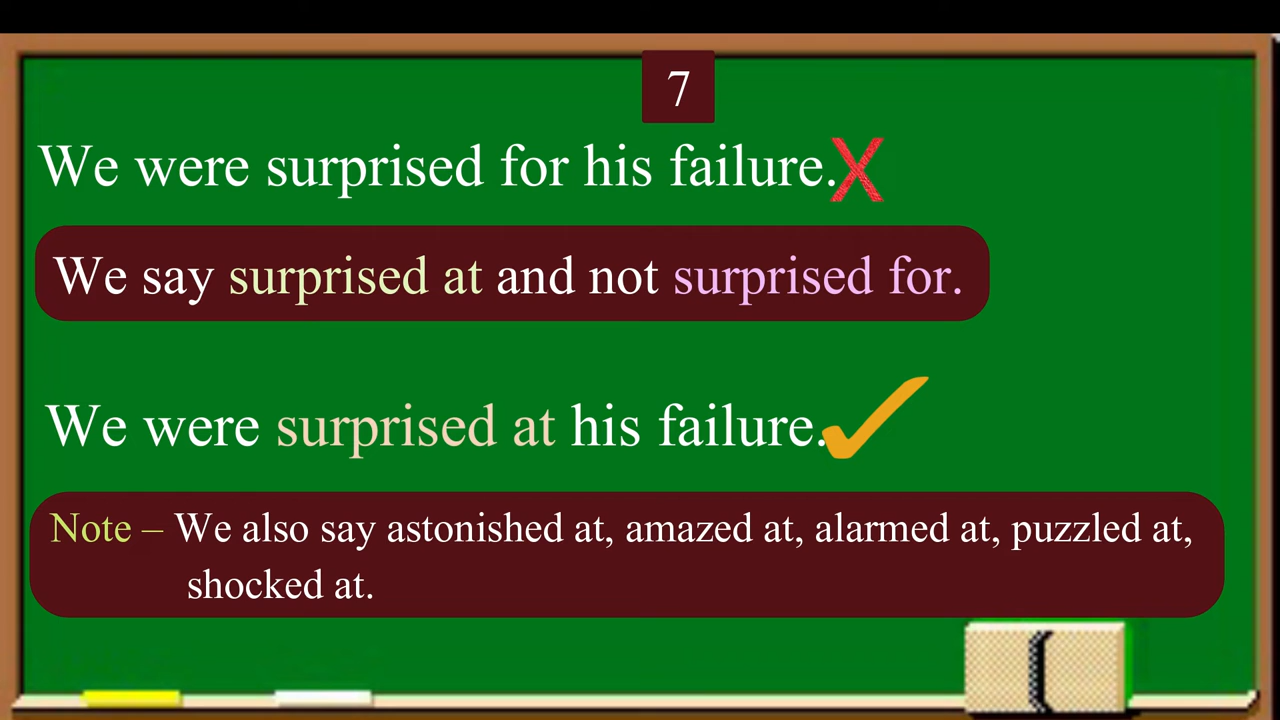 7
We were surprised for his failure.X
We say surprised at and not surprised for.
We were surprised at his failure.✓
Note – We also say astonished at, amazed at, alarmed at, puzzled at,
shocked at.